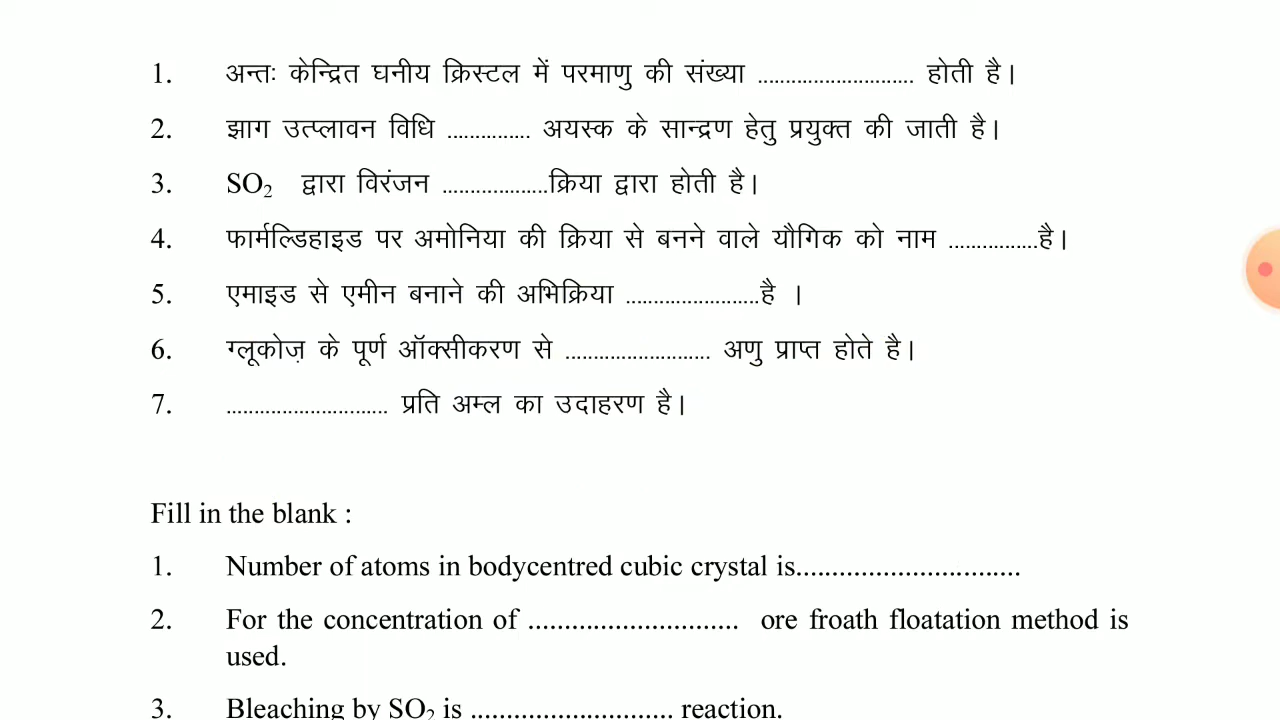 1. अन्तः केन्द्रित घनीय क्रिस्टल में परमाणु की संख्या ............................ होती है।
2. झाग उत्प्लावन विधि ............... अयस्क के सान्द्रण हेतु प्रयुक्त की जाती है।
3. SO₂ द्वारा विरंजन ...................क्रिया द्वारा होती है।
4. फार्मल्डिहाइड पर अमोनिया की क्रिया से बनने वाले यौगिक को नाम ................है।
5. एमाइड से एमीन बनाने की अभिक्रिया ........................है ।
6. ग्लूकोज़ के पूर्ण ऑक्सीकरण से .......................... अणु प्राप्त होते है।
7. ............................. प्रति अम्ल का उदाहरण है।
Fill in the blank :
1. Number of atoms in bodycentred cubic crystal is...............................
2. For the concentration of ............................. ore froath floatation method is
used.
3. Bleaching by SO₂ is ............................ reaction.